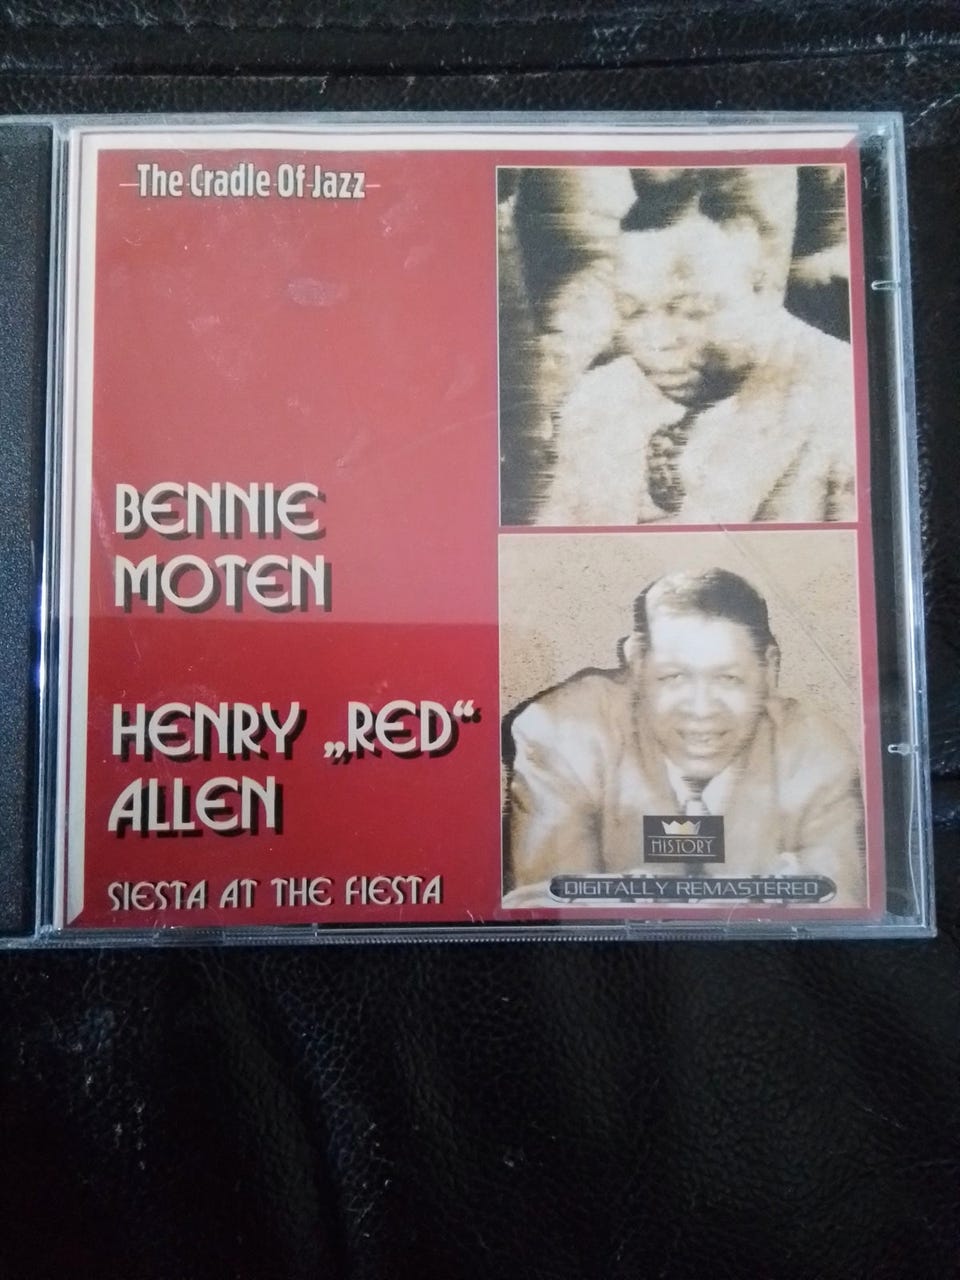 The Cradle Of Jazz
BENNIE
MOTEN
HENRY „RED“
ALLEN
SIESTA AT THE FIESTA
HISTORY
DIGITALLY REMASTERED